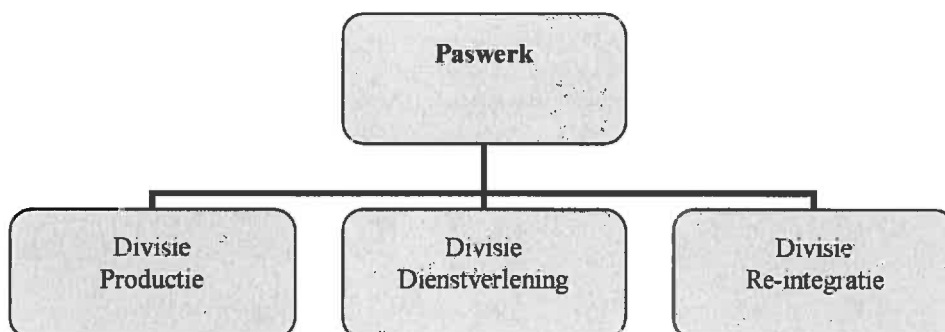 Paswerk
Divisie
Productie
Divisie
Dienstverlening
Divisie
Re-integratie